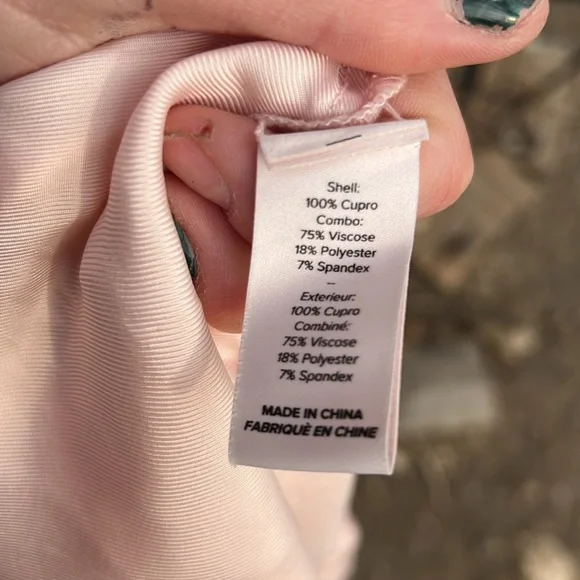 Shell:
100% Cupro
Combo:
75% Viscose
18% Polyester
7% Spandex
--
Exterieur:
100% Cupro
Combiné:
75% Viscose
18% Polyester
7% Spandex
MADE IN CHINA
FABRIQUÈ EN CHINE